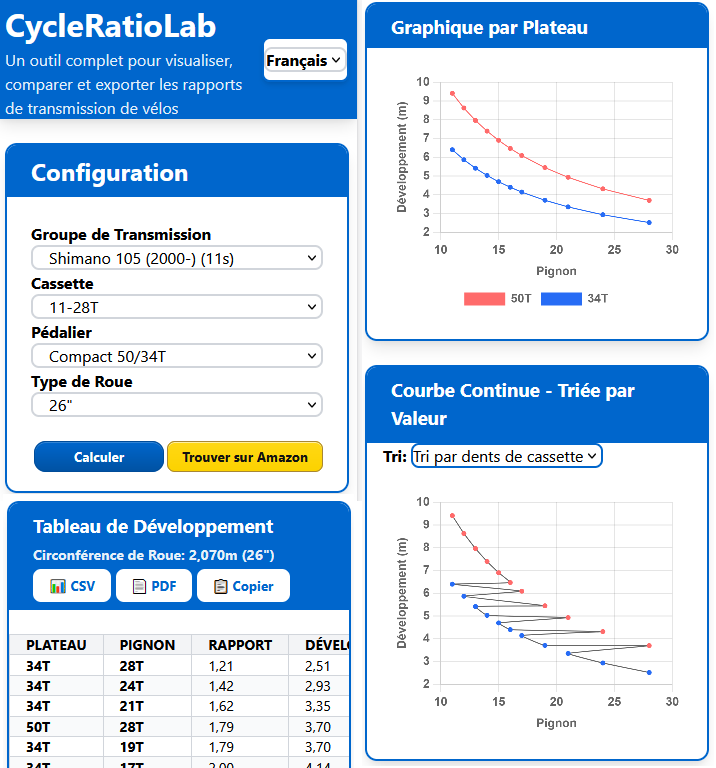 CycleRatioLab
Un outil complet pour visualiser,
comparer et exporter les rapports
de transmission de vélos
Français
Configuration
Groupe de Transmission
Shimano 105 (2000-) (11s)
Cassette
11-28T
Pédalier
Compact 50/34T
Type de Roue
26"
Calculer
Trouver sur Amazon
Tableau de Développement
Circonférence de Roue: 2,070m (26")
CSV
PDF
Copier
PLATEAU PIGNON RAPPORT DÉVEL
34T 28T 1,21 2,51
34T 24T 1,42 2,93
34T 21T 1,62 3,35
50T 28T 1,79 3,70
34T 19T 1,79 3,70
34T 17T 2,00 4,14
Graphique par Plateau
Développement (m)
10
9
8
7
6
5
4
3
2
10 15 20 25 30
Pignon
50T 34T
Courbe Continue - Triée par
Valeur
Tri: Tri par dents de cassette
Développement (m)
10
9
8
7
6
5
4
3
2
10 15 20 25 30
Pignon